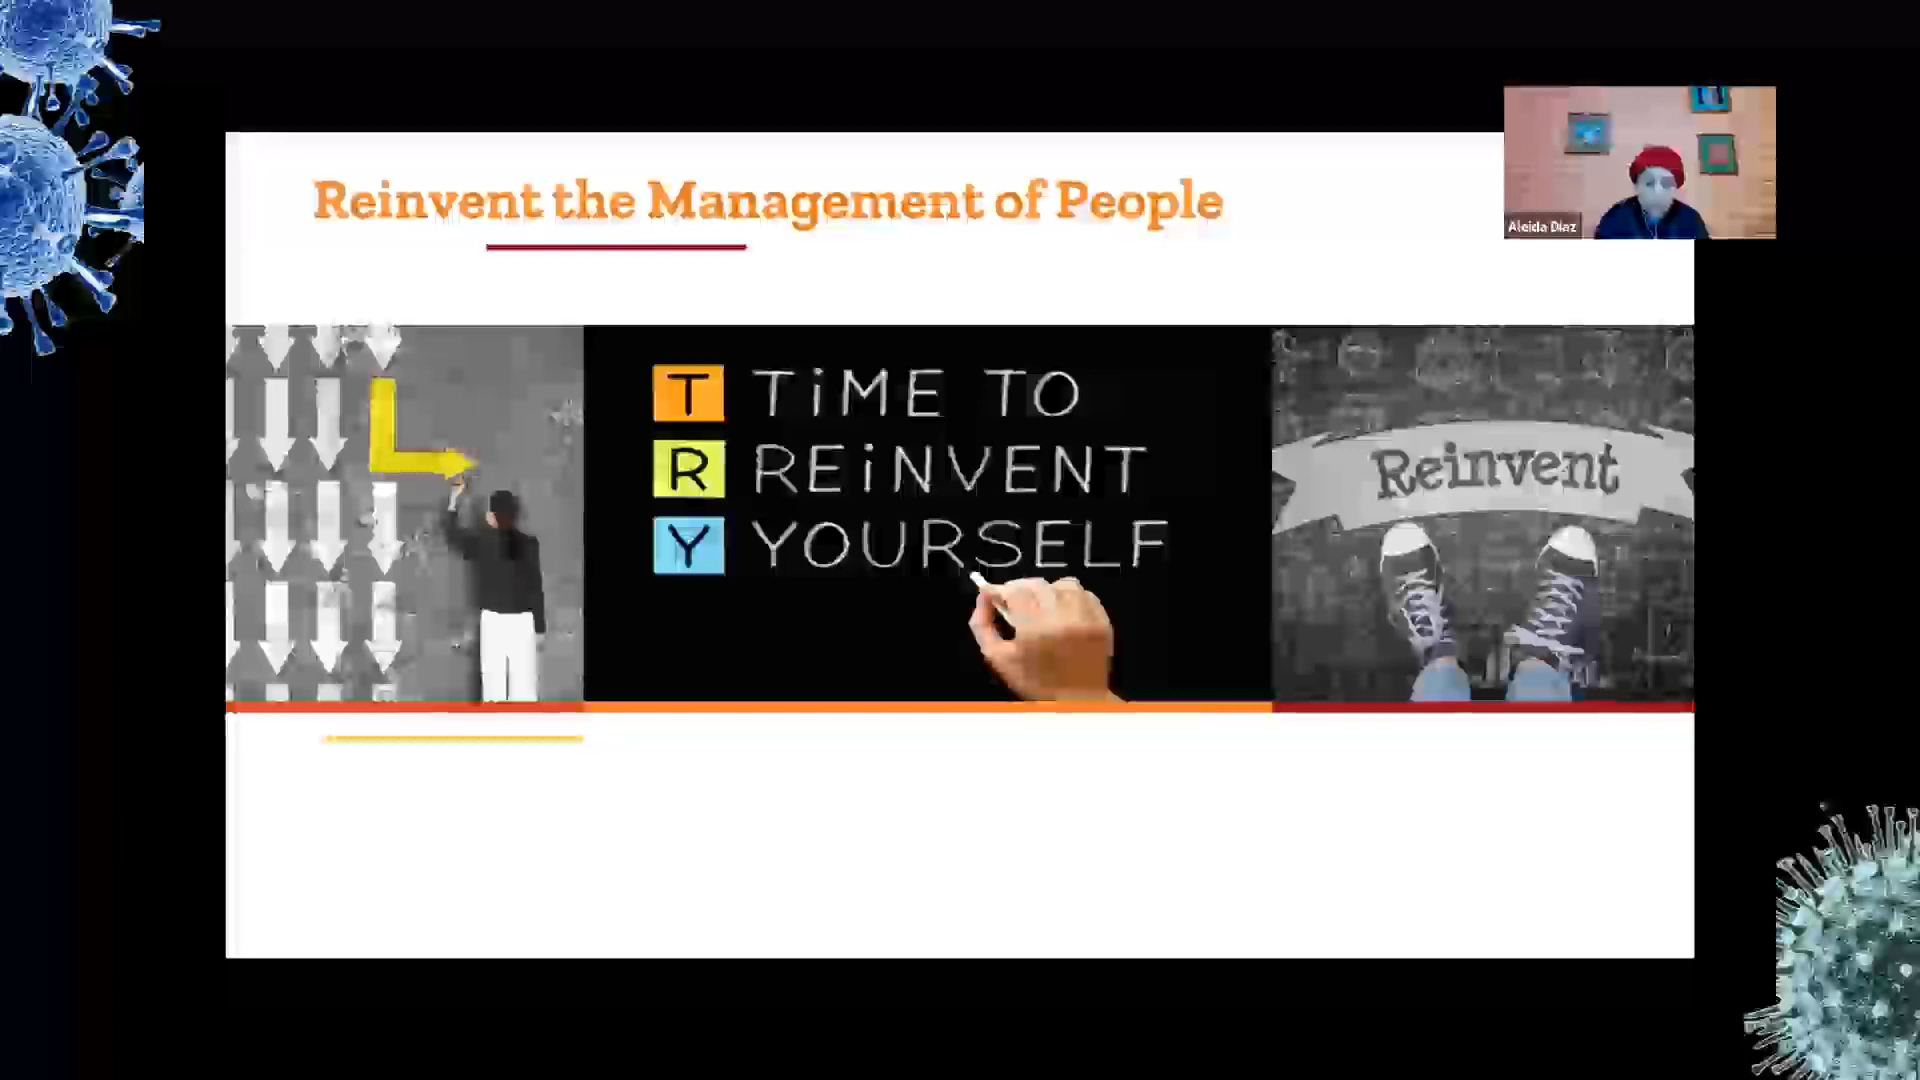 Reinvent the Management of People
Aleida Diaz
T TiME TO
R REiNVENT
Y YOURSELF
Reinvent